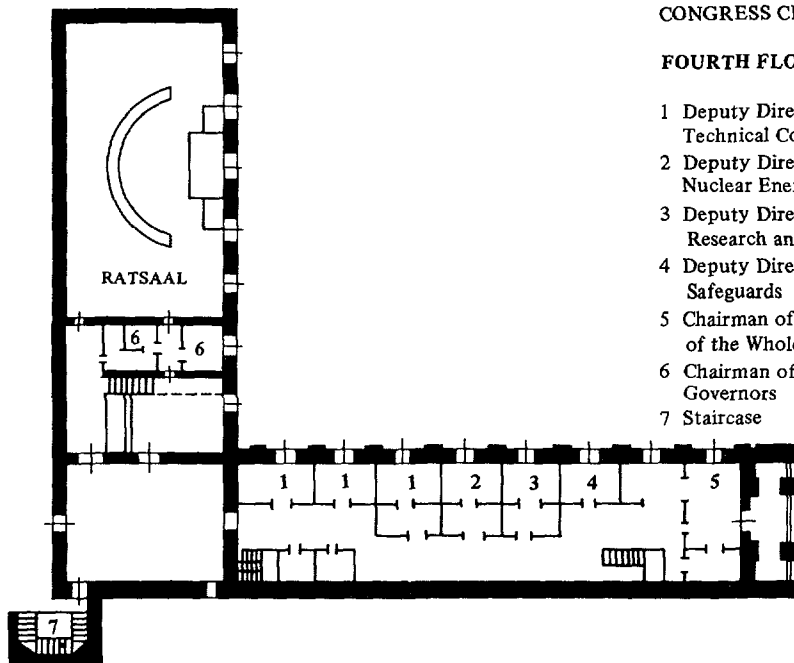 CONGRESS
FOURTH
1 Deputy
Technical
2 Deputy
Nuclear
3 Deputy
Research
4 Deputy
Safeguards
5 Chairman of
of the Whole
6 Chairman of
Governors
7 Staircase
RATSAAL
6
6
1
1
1
2
3
4
5
7